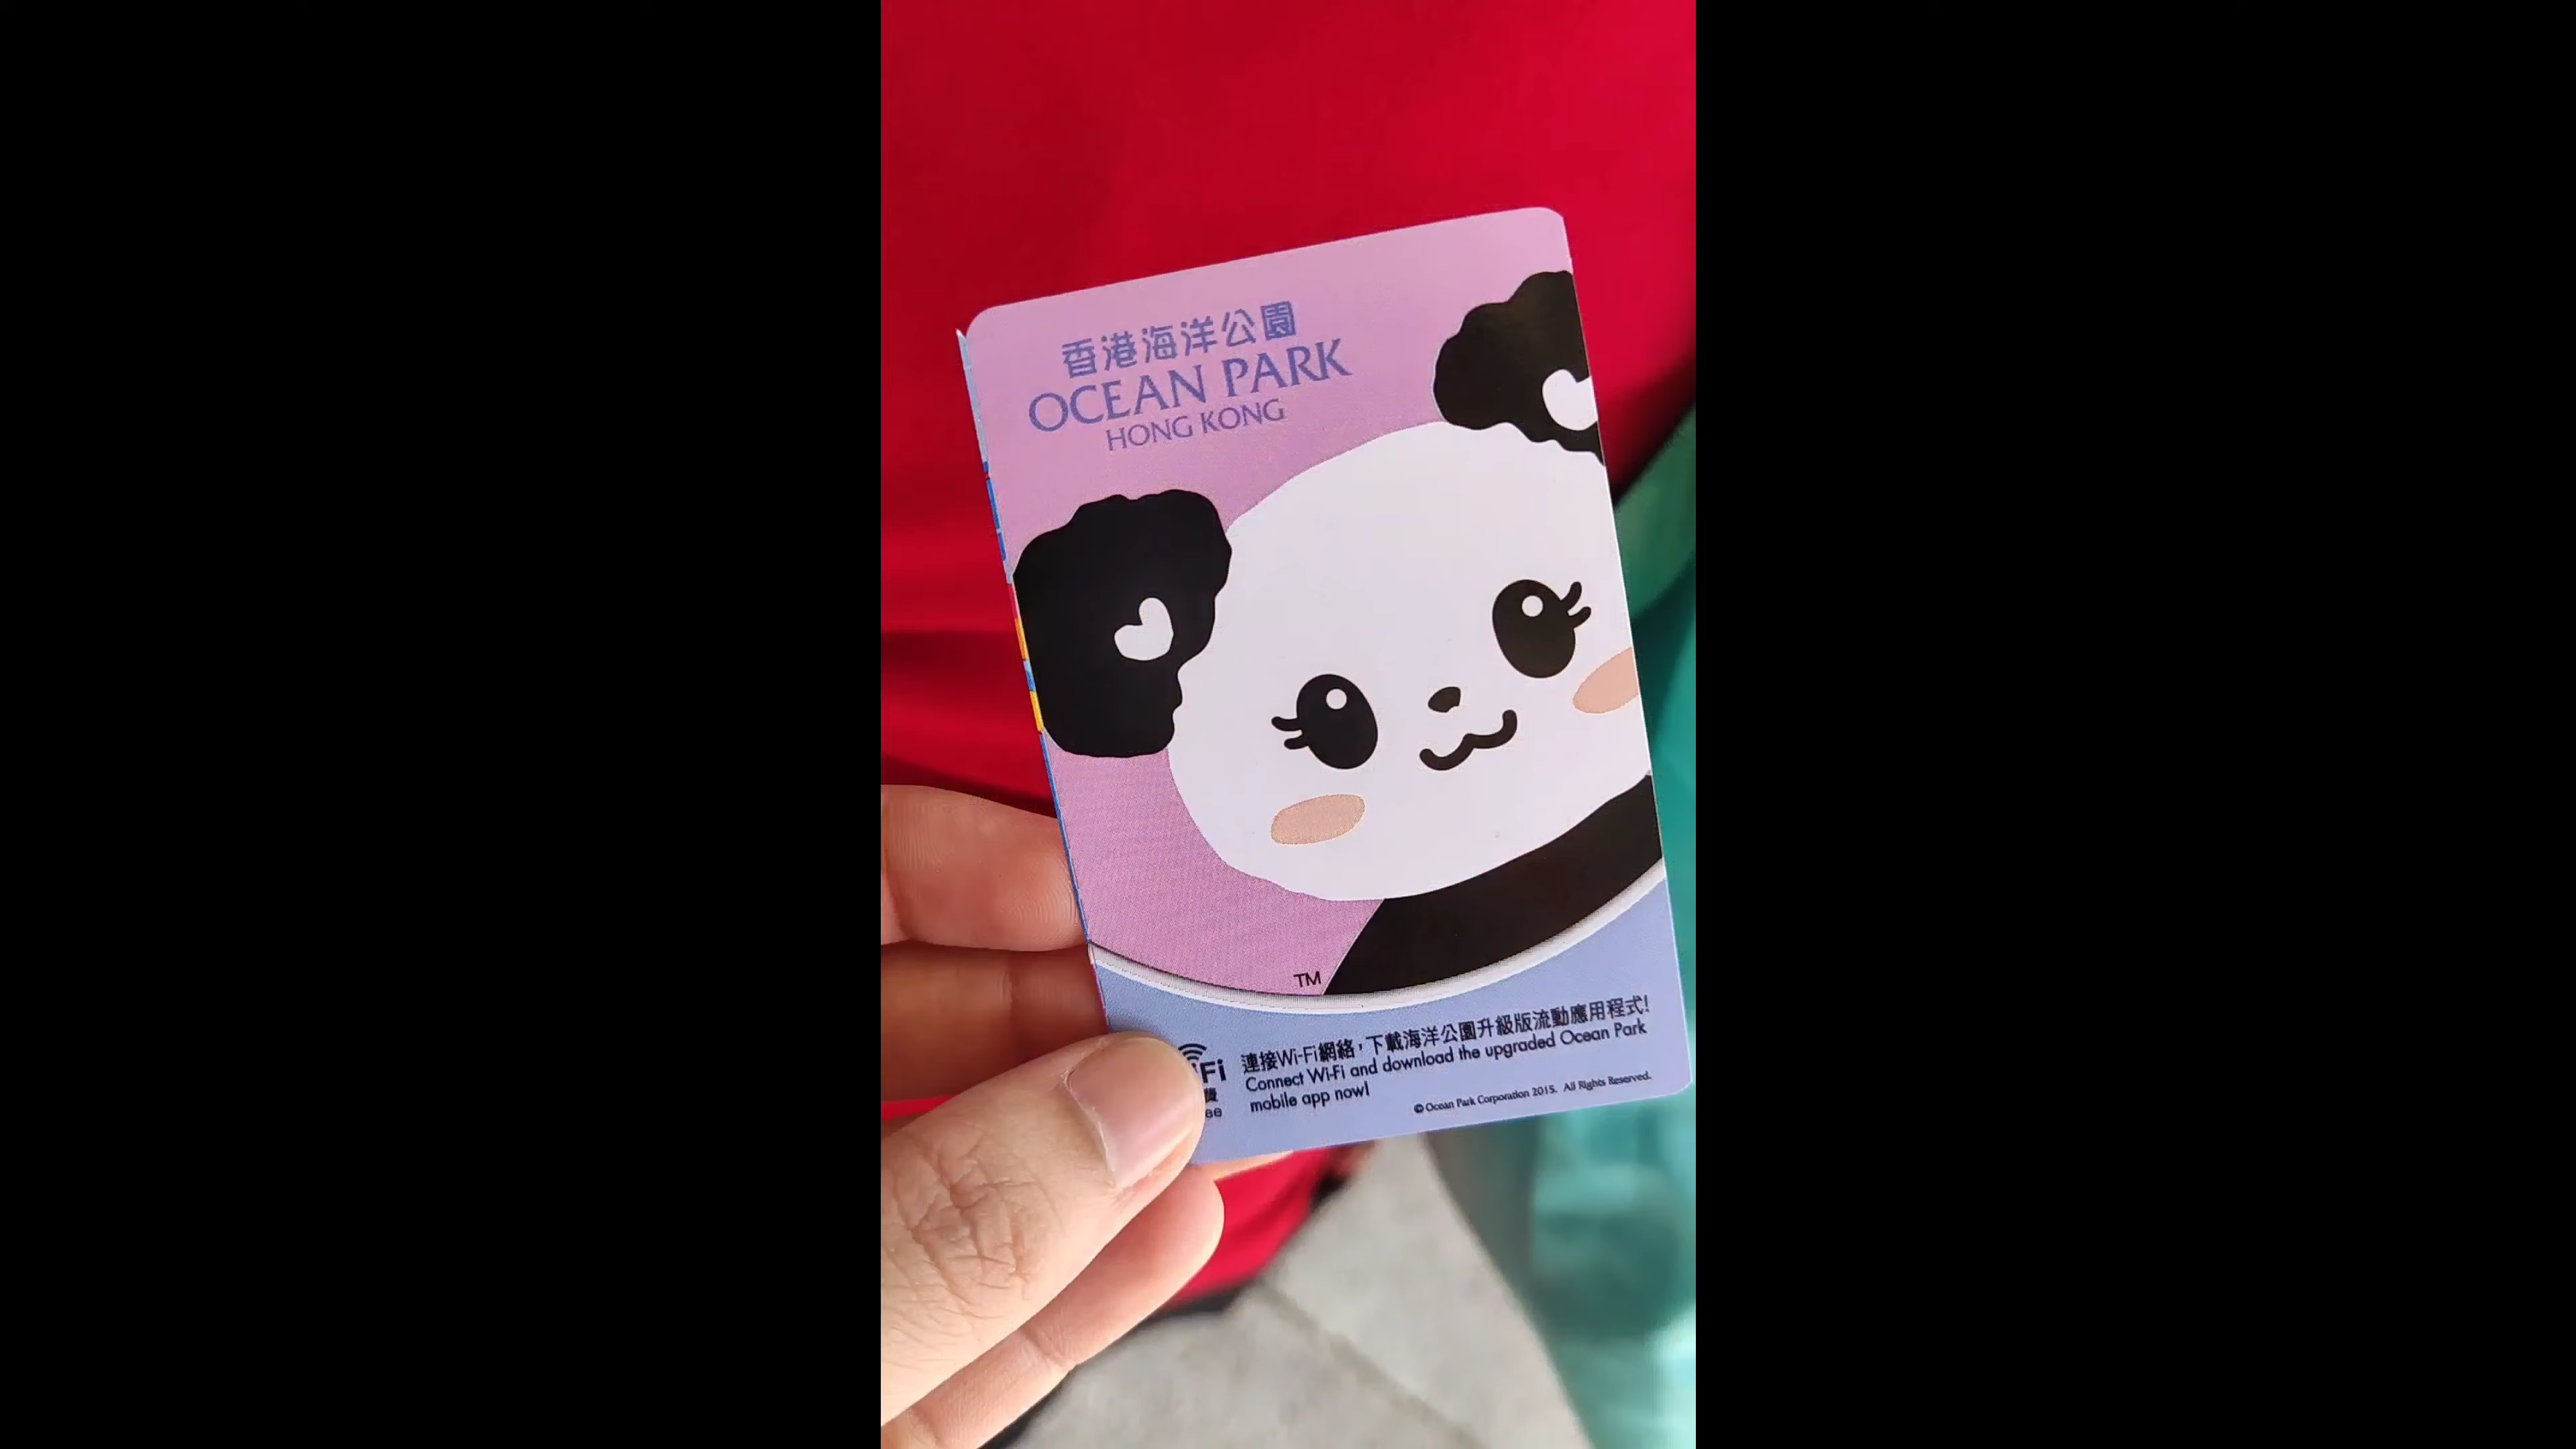 香港海洋公園
OCEAN PARK
HONG KONG
TM
Fi
連接Wi-Fi網絡，下載海洋公園升級版流動應用程式!
Connect Wi-Fi and download the upgraded Ocean Park
mobile app now!
© Ocean Park Corporation 2015. All Rights Reserved.